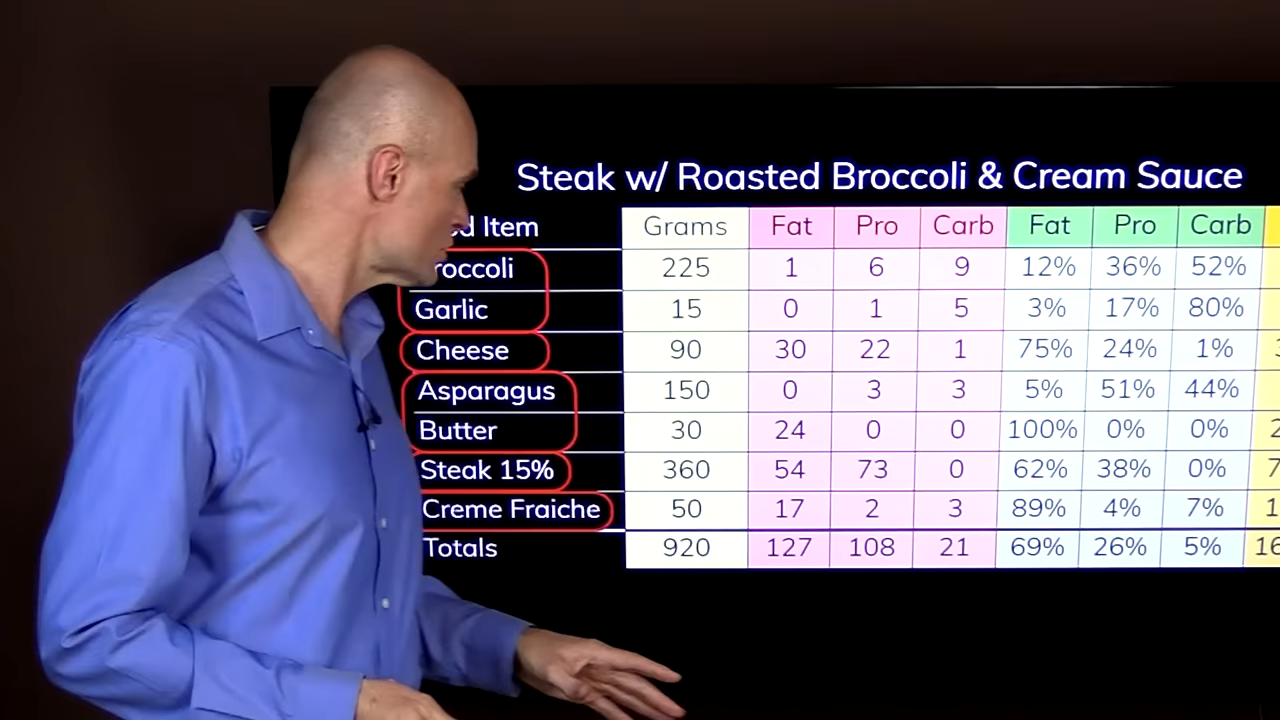 Steak w/ Roasted Broccoli & Cream Sauce
Item Grams Fat Pro Carb Fat Pro Carb
roccoli 225 1 6 9 12% 36% 52%
Garlic 15 0 1 5 3% 17% 80%
Cheese 90 30 22 1 75% 24% 1%
Asparagus 150 0 3 3 5% 51% 44%
Butter 30 24 0 0 100% 0% 0%
Steak 15% 360 54 73 0 62% 38% 0%
Creme Fraiche 50 17 2 3 89% 4% 7%
Totals 920 127 108 21 69% 26% 5%